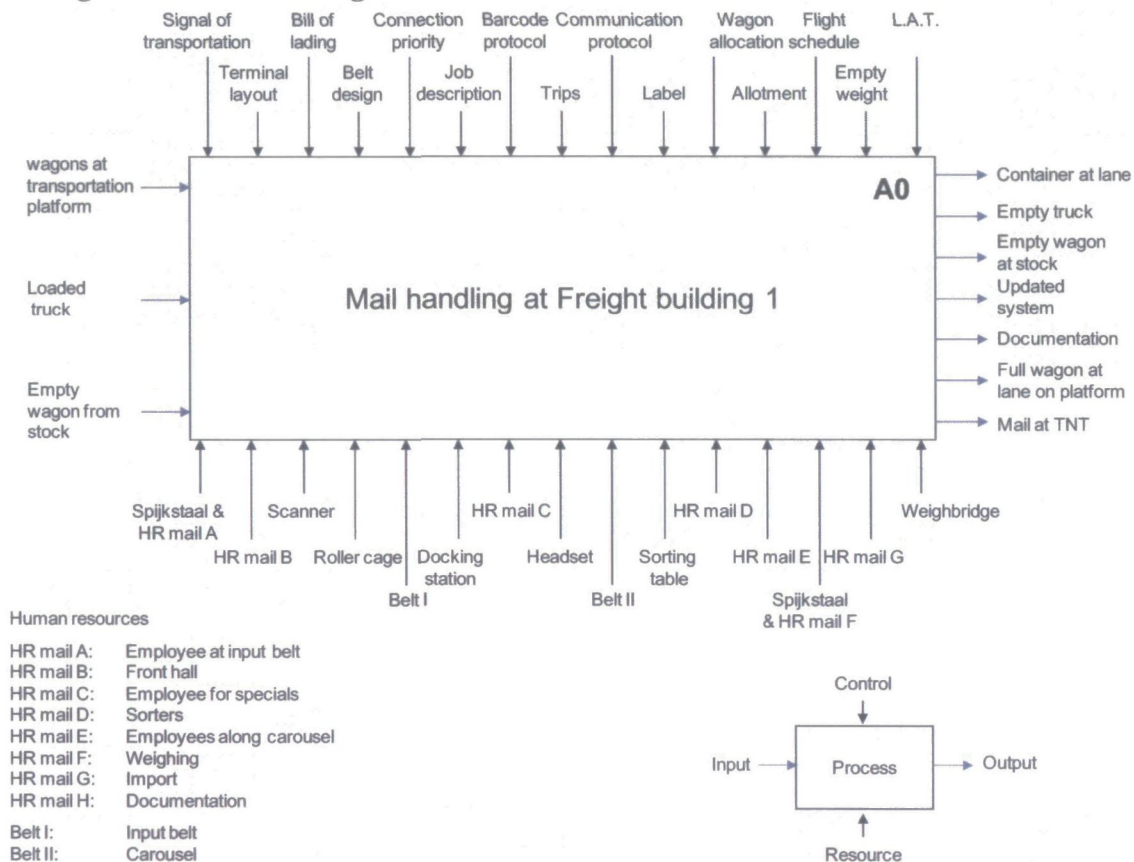 Signal of
transportation
Bill of
lading
Connection
priority
Barcode
protocol
Communication
protocol
Wagon
allocation
Flight
schedule
L.A.T.
Terminal
layout
Belt
design
Job
description
Trips
Label
Allotment
Empty
weight
wagons at
transportation
platform
Loaded
truck
Empty
wagon from
stock
A0
Mail handling at Freight building 1
Container at lane
Empty truck
Empty wagon
at stock
Updated
system
Documentation
Full wagon at
lane on platform
Mail at TNT
Spijkstaal &
HR mail A
HR mail B
Scanner
Roller cage
Belt I
Docking
station
HR mail C
Headset
Belt II
Sorting
table
HR mail D
HR mail E
Spijkstaal
& HR mail F
HR mail G
Weighbridge
Human resources
HR mail A: Employee at input belt
HR mail B: Front hall
HR mail C: Employee for specials
HR mail D: Sorters
HR mail E: Employees along carousel
HR mail F: Weighing
HR mail G: Import
HR mail H: Documentation
Belt I: Input belt
Belt II: Carousel
Control
Input
Process
Output
Resource